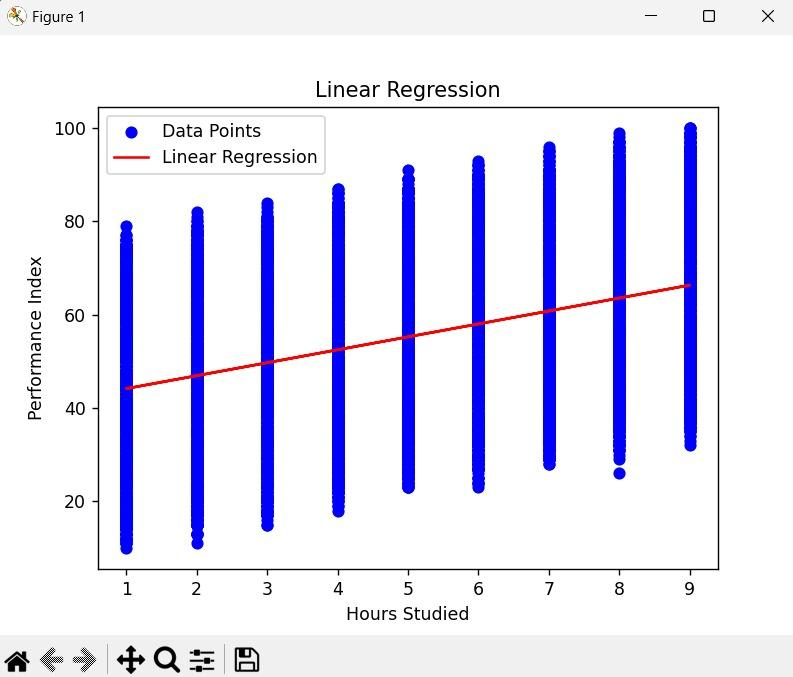 Figure 1
Linear Regression
Data Points
Linear Regression
100
80
60
40
20
Performance Index
1 2 3 4 5 6 7 8 9
Hours Studied